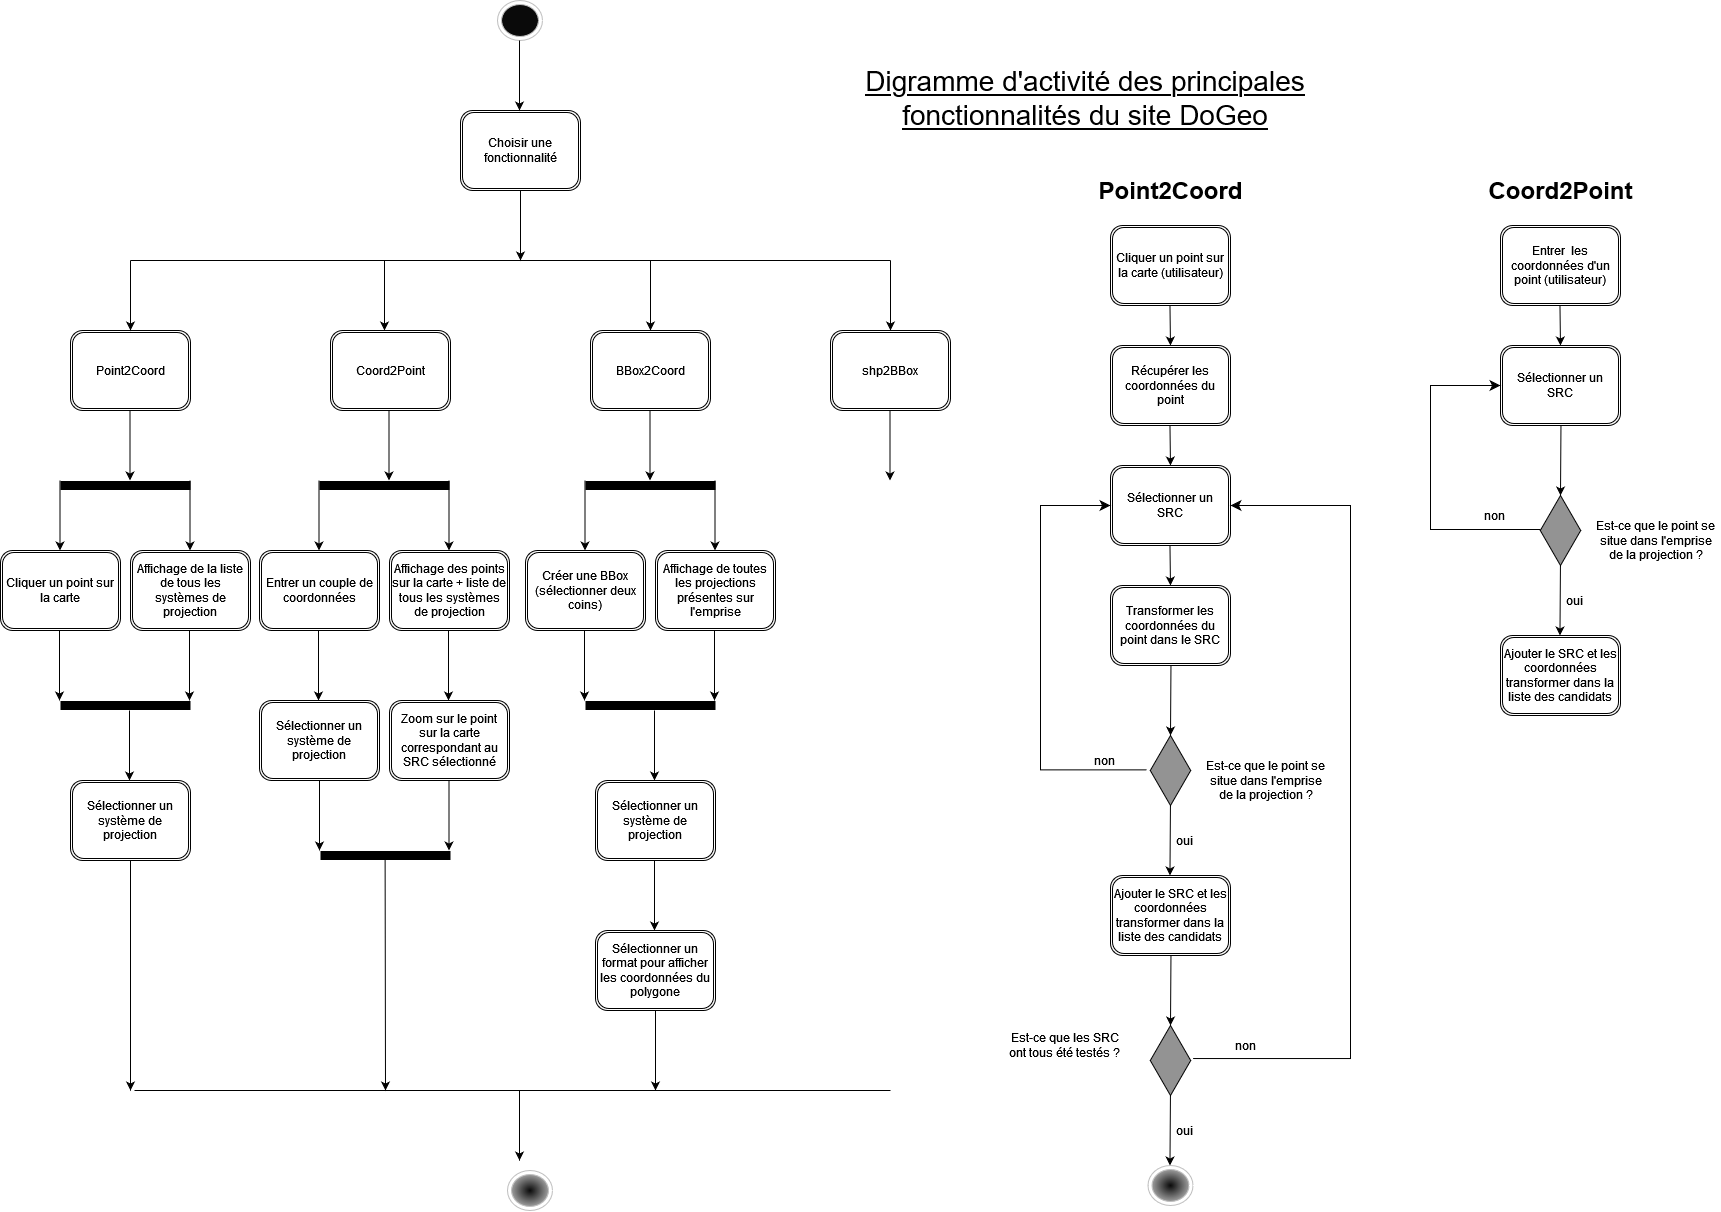 Digramme d'activité des principales
fonctionnalités du site DoGeo
Choisir une
fonctionnalité
Point2Coord
Coord2Point
BBox2Coord
shp2BBox
Cliquer un point sur
la carte
Affichage de la liste
de tous les
systèmes de
projection
Entrer un couple de
coordonnées
Affichage des points
sur la carte + liste de
tous les systèmes
de projection
Créer une BBox
(sélectionner deux
coins)
Affichage de toutes
les projections
présentes sur
l'emprise
Sélectionner un
système de
projection
Sélectionner un
système de
projection
Zoom sur le point
sur la carte
correspondant au
SRC sélectionné
Sélectionner un
système de
projection
Sélectionner un
format pour afficher
les coordonnées du
polygone
Point2Coord
Cliquer un point sur
la carte (utilisateur)
Récupérer les
coordonnées du
point
Sélectionner un
SRC
Transformer les
coordonnées du
point dans le SRC
non
Est-ce que le point se
situe dans l'emprise
de la projection ?
oui
Ajouter le SRC et les
coordonnées
transformer dans la
liste des candidats
Est-ce que les SRC
ont tous été testés ?
non
oui
Coord2Point
Entrer  les
coordonnées d'un
point (utilisateur)
Sélectionner un
SRC
non
Est-ce que le point se
situe dans l'emprise
de la projection ?
oui
Ajouter le SRC et les
coordonnées
transformer dans la
liste des candidats